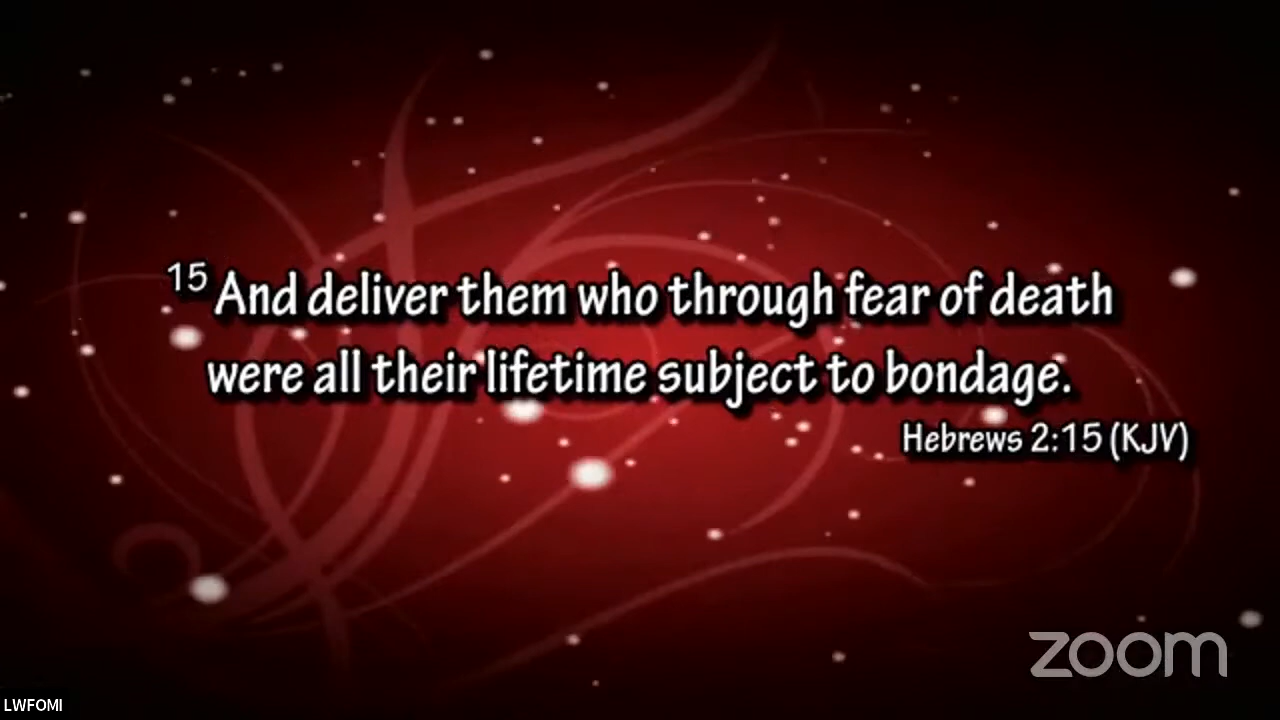 15 And deliver them who through fear of death
were all their lifetime subject to bondage.
Hebrews 2:15 (KJV)
zoom
LWFOMI